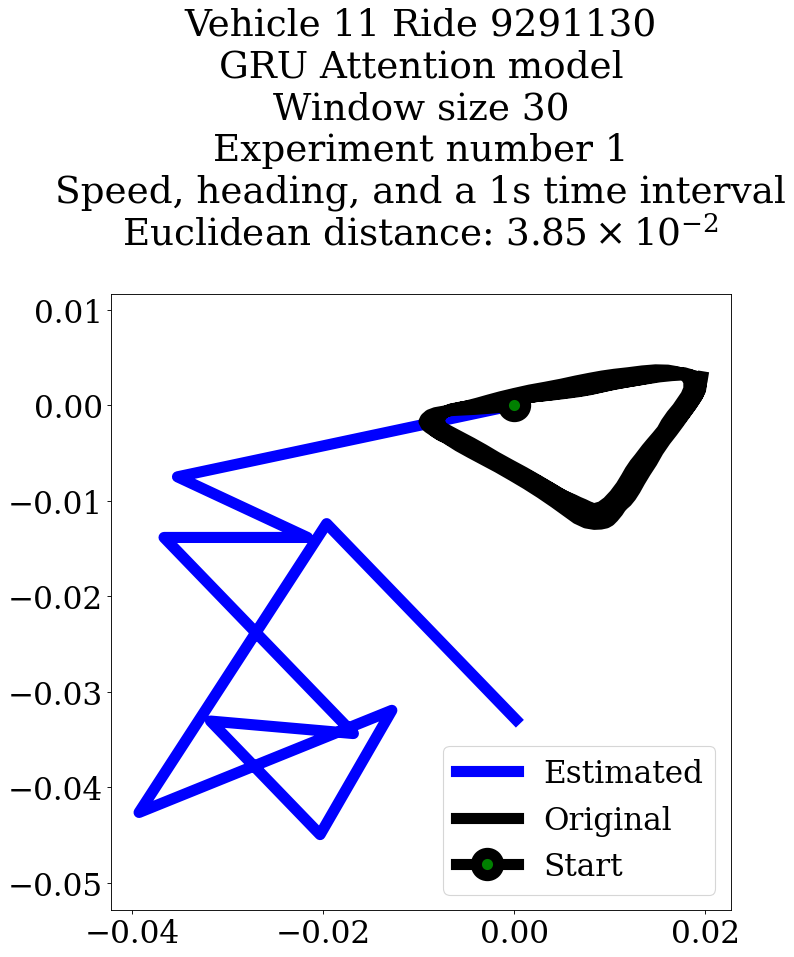 Vehicle 11 Ride 9291130
GRU Attention model
Window size 30
Experiment number 1
Speed, heading, and a 1s time interval
Euclidean distance: 3.85 × 10⁻²
0.01
0.00
−0.01
−0.02
−0.03
−0.04
−0.05
Estimated
Original
Start
−0.04
−0.02
0.00
0.02